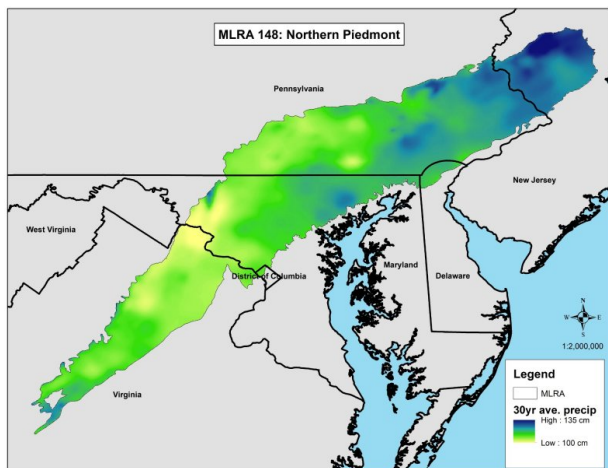 MLRA 148: Northern Piedmont
Pennsylvania
New Jersey
West Virginia
Maryland
Delaware
District of Columbia
Virginia
N
W E
S
1:2,000,000
Legend
MLRA
30yr ave. precip
High : 135 cm
Low : 100 cm